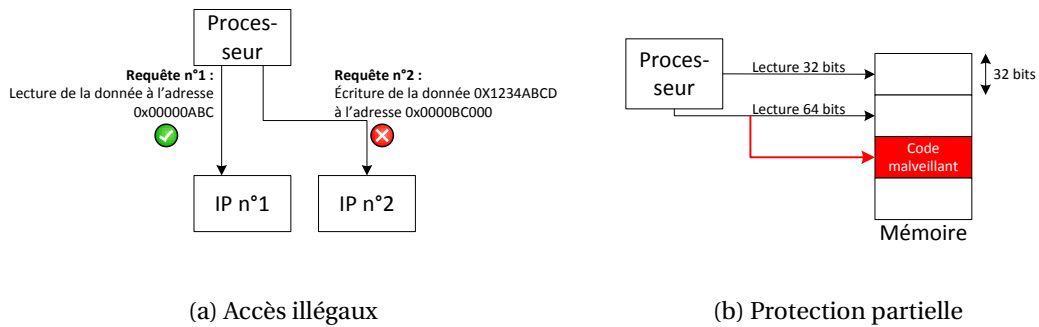 Proces-
seur
Requête n°1 :
Lecture de la donnée à l'adresse
0x00000ABC
Requête n°2 :
Écriture de la donnée 0X1234ABCD
à l'adresse 0x0000BC000
IP n°1
IP n°2
(a) Accès illégaux
Proces-
seur
Lecture 32 bits
Lecture 64 bits
32 bits
Code
malveillant
Mémoire
(b) Protection partielle